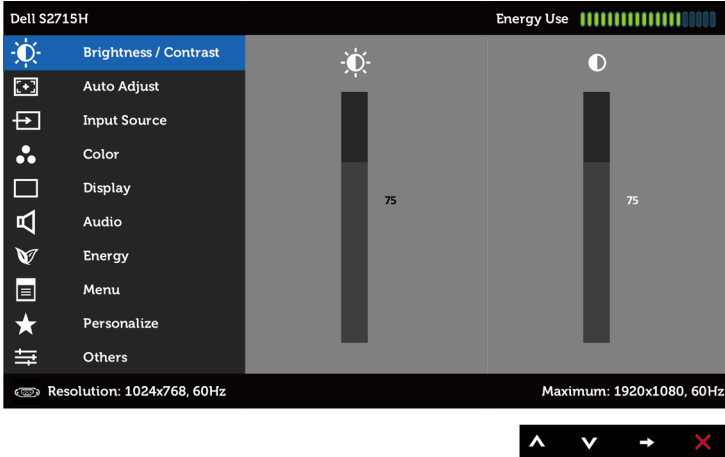 Dell S2715H
Energy Use
Brightness / Contrast
Auto Adjust
Input Source
Color
Display
Audio
Energy
Menu
Personalize
Others
75
75
Resolution: 1024x768, 60Hz
Maximum: 1920x1080, 60Hz